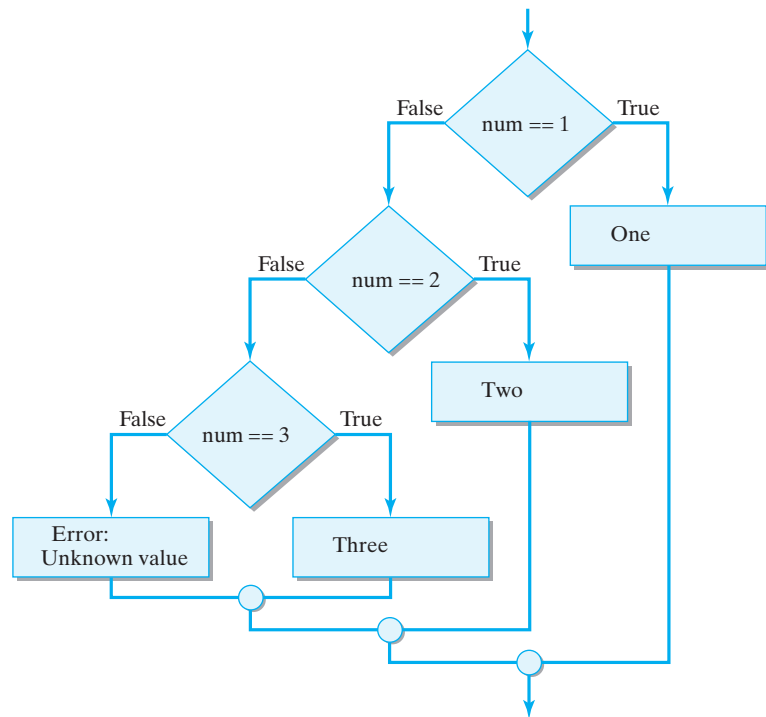 False
True
num == 1
One
False
True
num == 2
Two
False
True
num == 3
Error:
Unknown value
Three